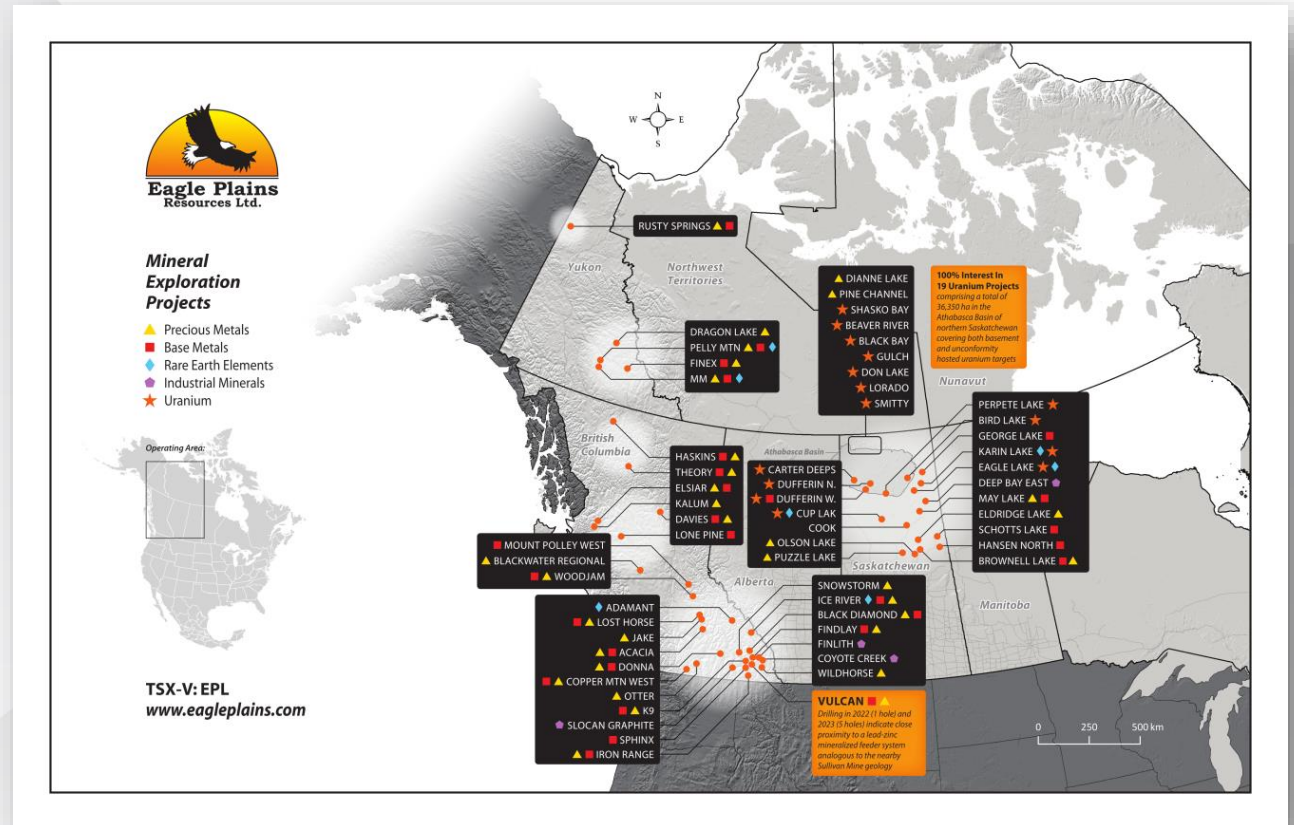 Eagle Plains
Resources Ltd.
Mineral
Exploration
Projects
Precious Metals
Base Metals
Rare Earth Elements
Industrial Minerals
Uranium
Operating Area:
TSX-V: EPL
www.eagleplains.com
N
W E
S
RUSTY SPRINGS
Yukon
Northwest
Territories
DRAGON LAKE
PELLY MTN
FINEX
MM
DIANNE LAKE
PINE CHANNEL
SHASKO BAY
BEAVER RIVER
BLACK BAY
GULCH
DON LAKE
LORADO
SMITTY
100% Interest In
19 Uranium Projects
comprising a total of
36,350 ha in the
Athabasca Basin of
northern Saskatchewan
covering both basement
and unconformity
hosted uranium targets
Nunavut
British
Columbia
HASKINS
THEORY
ELSIAR
KALUM
DAVIES
LONE PINE
Athabasca Basin
CARTER DEEPS
DUFFERIN N.
DUFFERIN W.
CUP LAK
COOK
OLSON LAKE
PUZZLE LAKE
PERPETE LAKE
BIRD LAKE
GEORGE LAKE
KARIN LAKE
EAGLE LAKE
DEEP BAY EAST
MAY LAKE
ELDRIDGE LAKE
SCHOTTS LAKE
HANSEN NORTH
BROWNELL LAKE
MOUNT POLLEY WEST
BLACKWATER REGIONAL
WOODJAM
Alberta
Saskatchewan
Manitoba
ADAMANT
LOST HORSE
JAKE
ACACIA
DONNA
COPPER MTN WEST
OTTER
K9
SLOCAN GRAPHITE
SPHINX
IRON RANGE
SNOWSTORM
ICE RIVER
BLACK DIAMOND
FINDLAY
FINLITH
COYOTE CREEK
WILDHORSE
VULCAN
Drilling in 2022 (1 hole) and
2023 (5 holes) indicate close
proximity to a lead-zinc
mineralized feeder system
analogous to the nearby
Sullivan Mine geology
0 250 500 km